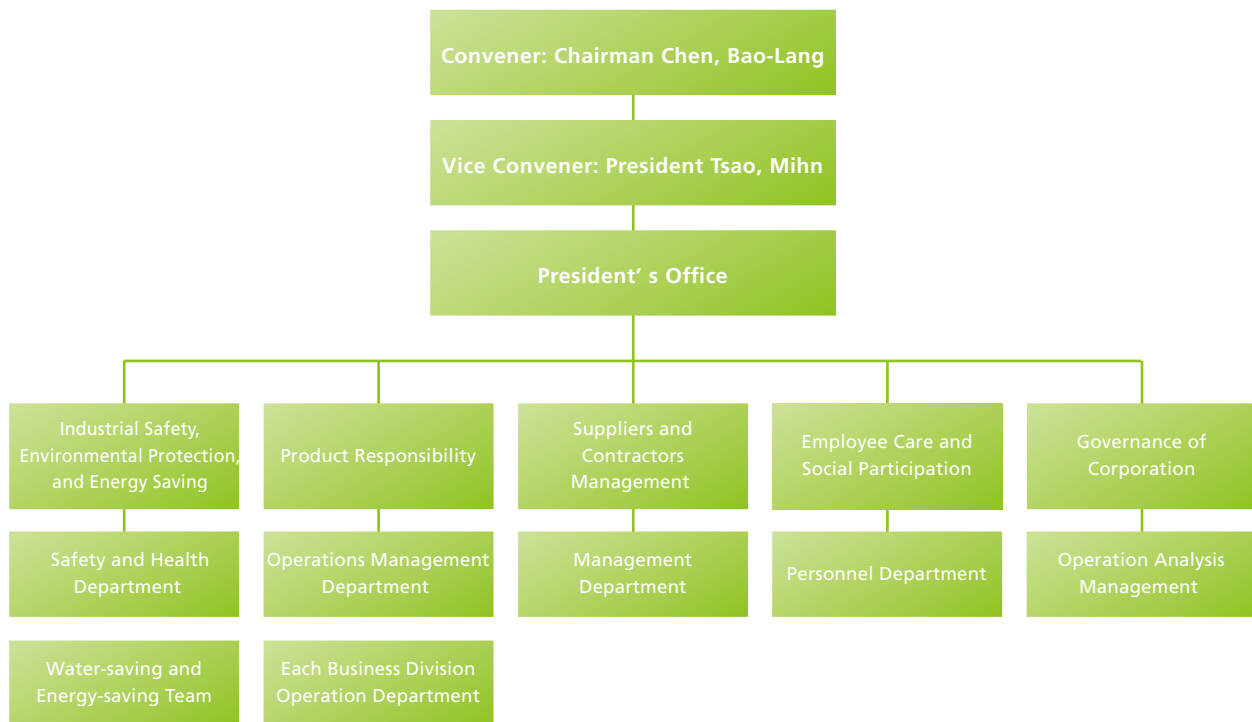 Convener: Chairman Chen, Bao-Lang
Vice Convener: President Tsao, Mihn
President’ s Office
Industrial Safety,
Environmental Protection,
and Energy Saving
Product Responsibility
Suppliers and
Contractors
Management
Employee Care and
Social Participation
Governance of
Corporation
Safety and Health
Department
Operations Management
Department
Management
Department
Personnel Department
Operation Analysis
Management
Water-saving and
Energy-saving Team
Each Business Division
Operation Department